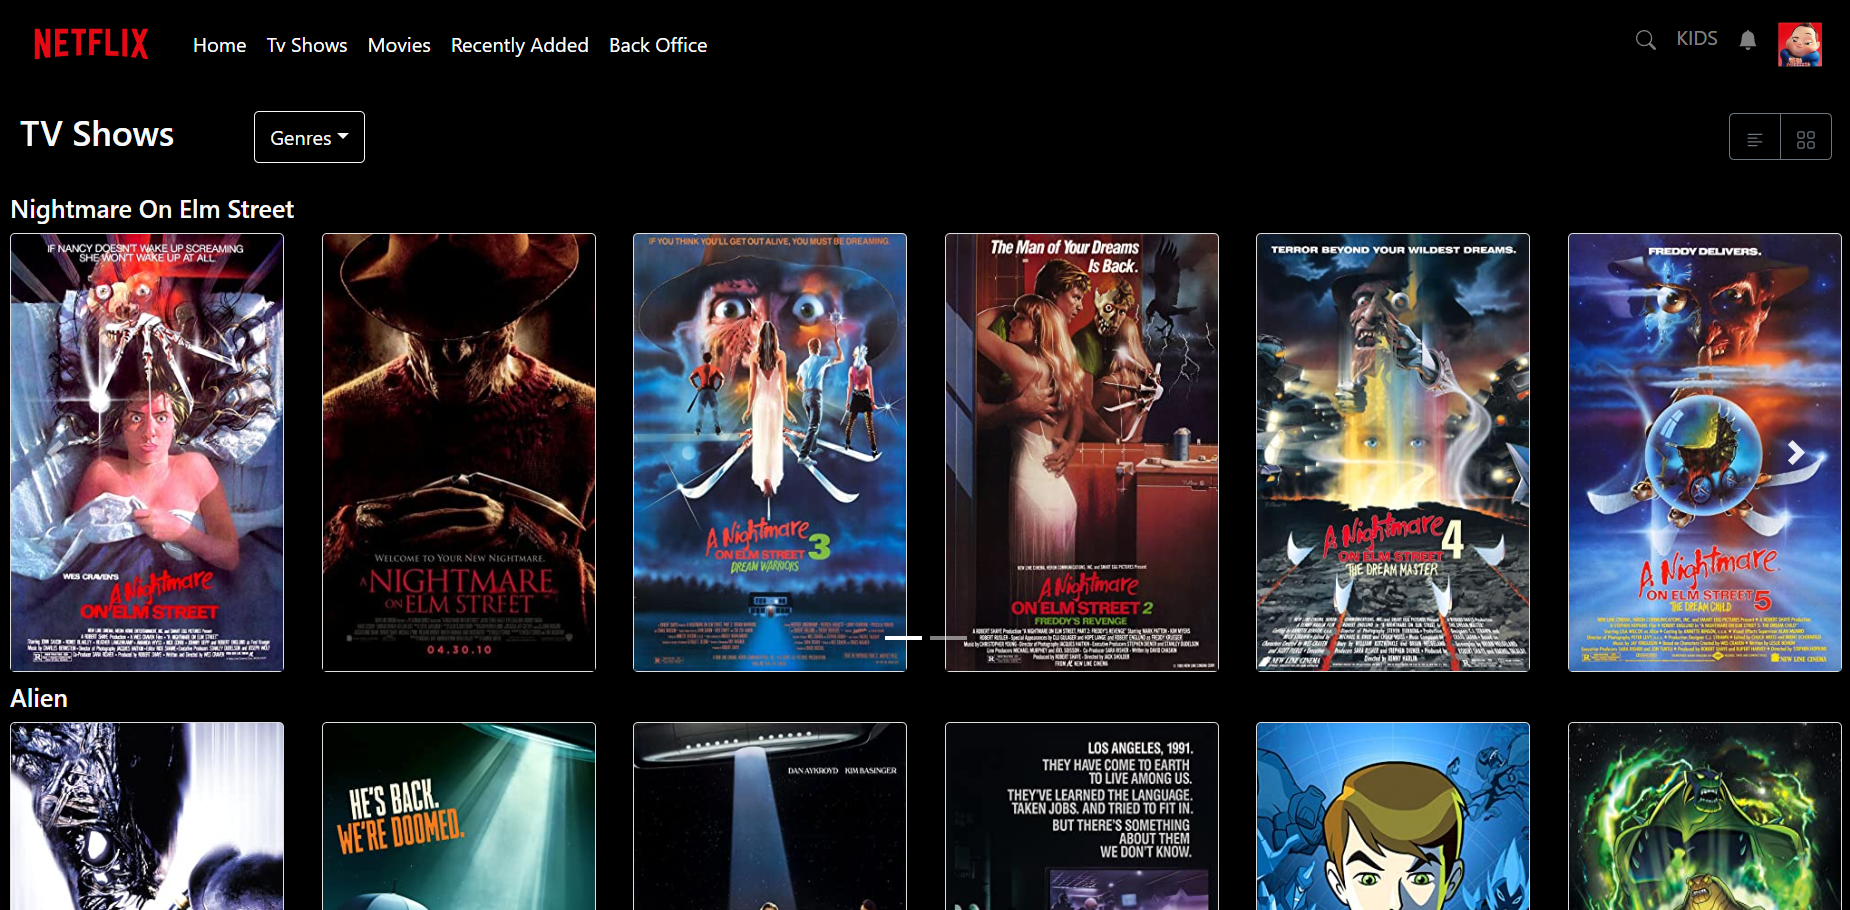 NETFLIX
Home
Tv Shows
Movies
Recently Added
Back Office
KIDS
TV Shows
Genres
Nightmare On Elm Street
IF NANCY DOESN'T WAKE UP SCREAMING
SHE WON'T WAKE UP AT ALL.
WES CRAVEN'S
A Nightmare
ON ELM STREET
WELCOME TO YOUR NEW NIGHTMARE.
A NIGHTMARE
ON ELM STREET
04.30.10
IF YOU THINK YOU'LL GET OUT ALIVE, YOU MUST BE DREAMING.
A Nightmare
ON ELM STREET 3
DREAM WARRIORS
The Man of Your Dreams
Is Back.
A Nightmare
ON ELM STREET 2
FREDDY'S REVENGE
TERROR BEYOND YOUR WILDEST DREAMS.
A Nightmare
ON ELM STREET 4
THE DREAM MASTER
NEW LINE CINEMA
FREDDY DELIVERS.
A Nightmare
ON ELM STREET 5
THE DREAM CHILD
NEW LINE CINEMA
Alien
HE'S BACK.
WE'RE DOOMED.
DAN AYKROYD KIM BASINGER
LOS ANGELES, 1991.
THEY HAVE COME TO EARTH
TO LIVE AMONG US.
THEY'VE LEARNED THE LANGUAGE.
TAKEN JOBS. AND TRIED TO FIT IN.
BUT THERE'S SOMETHING
ABOUT THEM
WE DON'T KNOW.